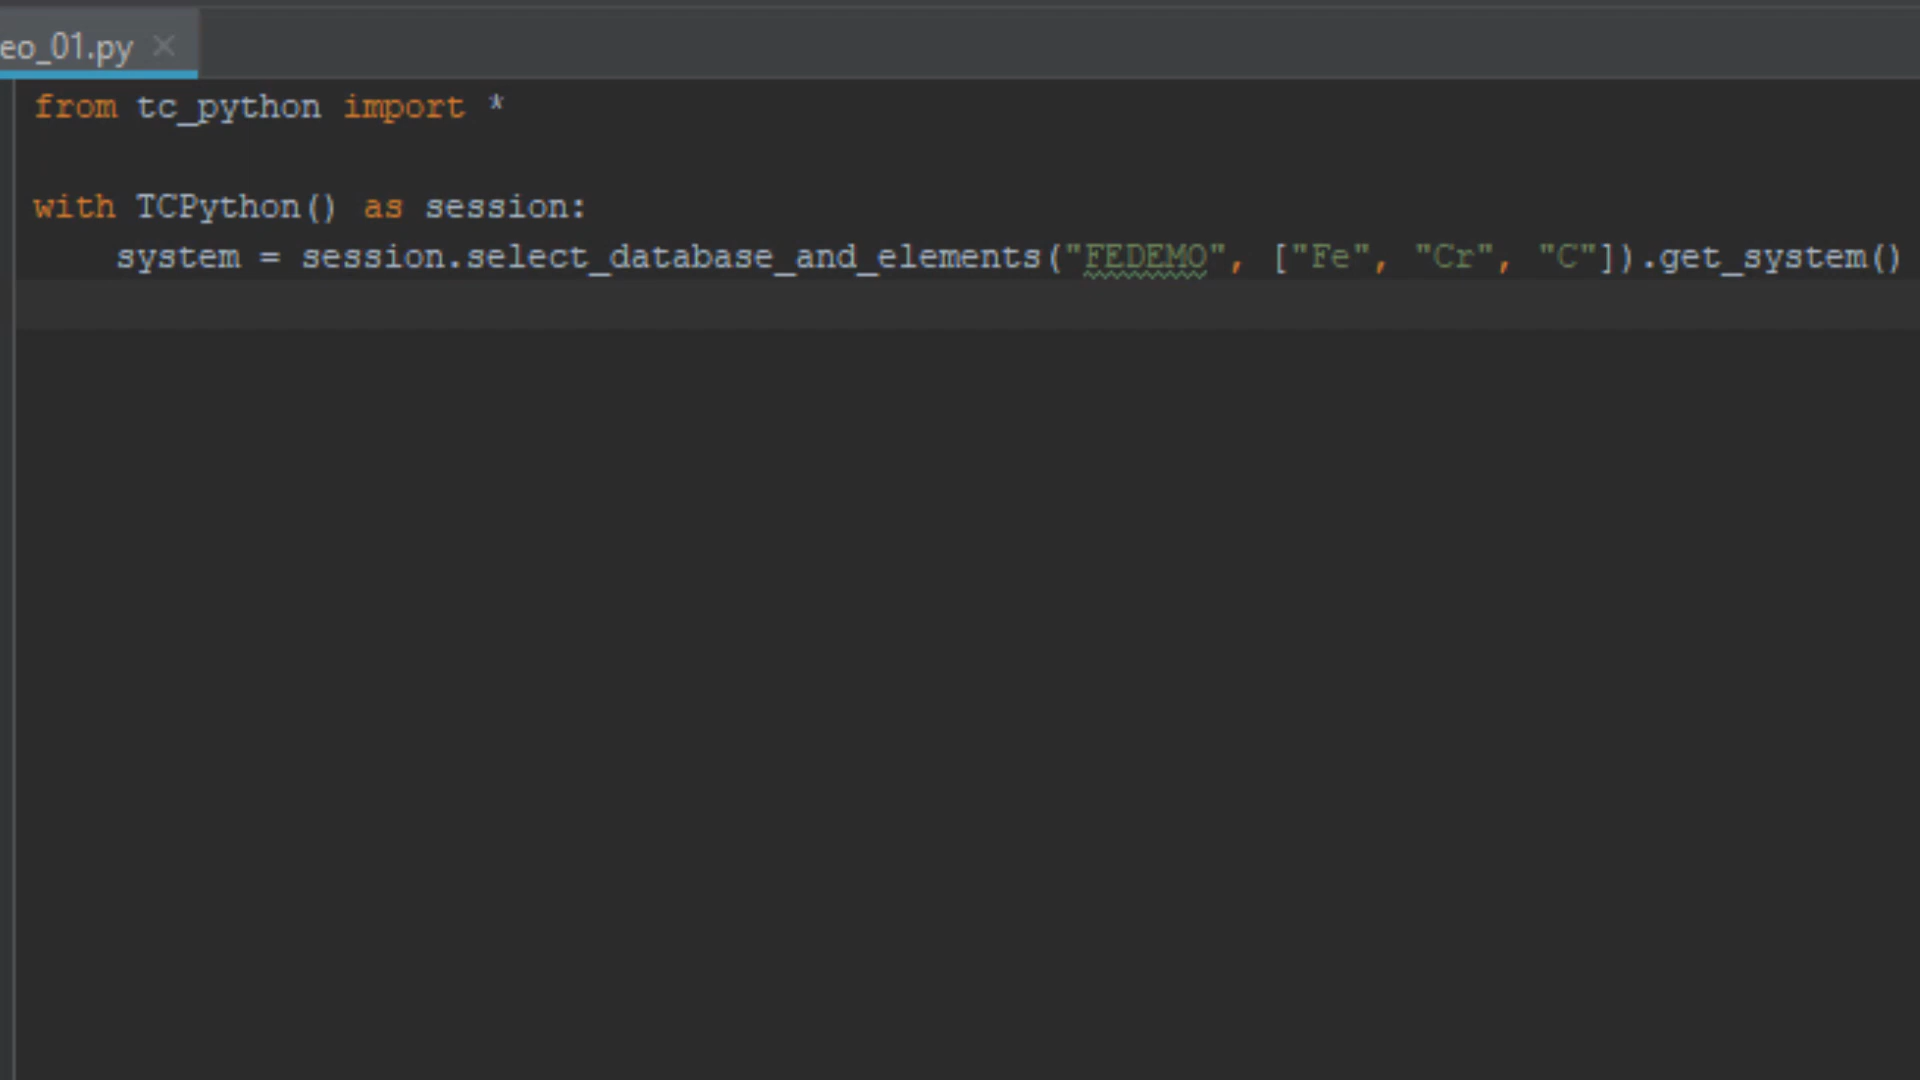 eo_01.py
from tc_python import *
with TCPython() as session:
system = session.select_database_and_elements("FEDEMO", ["Fe", "Cr", "C"]).get_system()